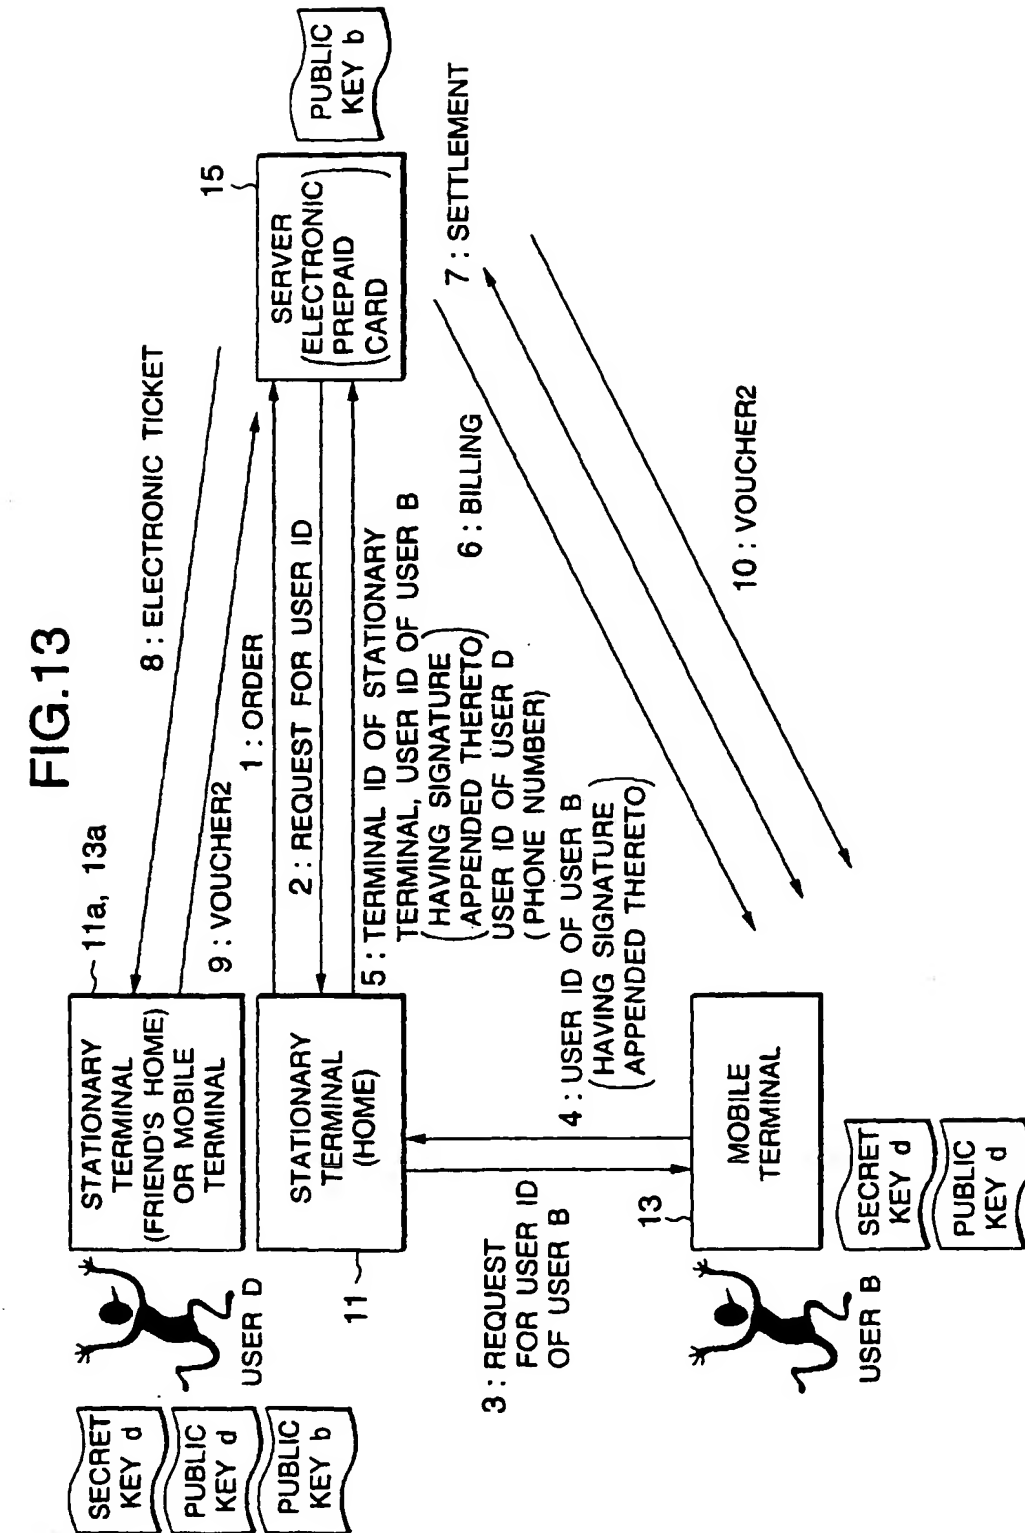 FIG.13
SECRET
KEY d
PUBLIC
KEY d
PUBLIC
KEY b
USER D
11a, 13a
STATIONARY
TERMINAL
(FRIEND'S HOME)
OR MOBILE
TERMINAL
8 : ELECTRONIC TICKET
9 : VOUCHER2
11
STATIONARY
TERMINAL
(HOME)
1 : ORDER
2 : REQUEST FOR USER ID
5 : TERMINAL ID OF STATIONARY
TERMINAL, USER ID OF USER B
(HAVING SIGNATURE
APPENDED THERETO)
USER ID OF USER D
(PHONE NUMBER)
15
SERVER
(ELECTRONIC
PREPAID
CARD)
PUBLIC
KEY b
3 : REQUEST
FOR USER ID
OF USER B
4 : USER ID OF USER B
(HAVING SIGNATURE
APPENDED THERETO)
6 : BILLING
7 : SETTLEMENT
10 : VOUCHER2
USER B
13
MOBILE
TERMINAL
SECRET
KEY d
PUBLIC
KEY d